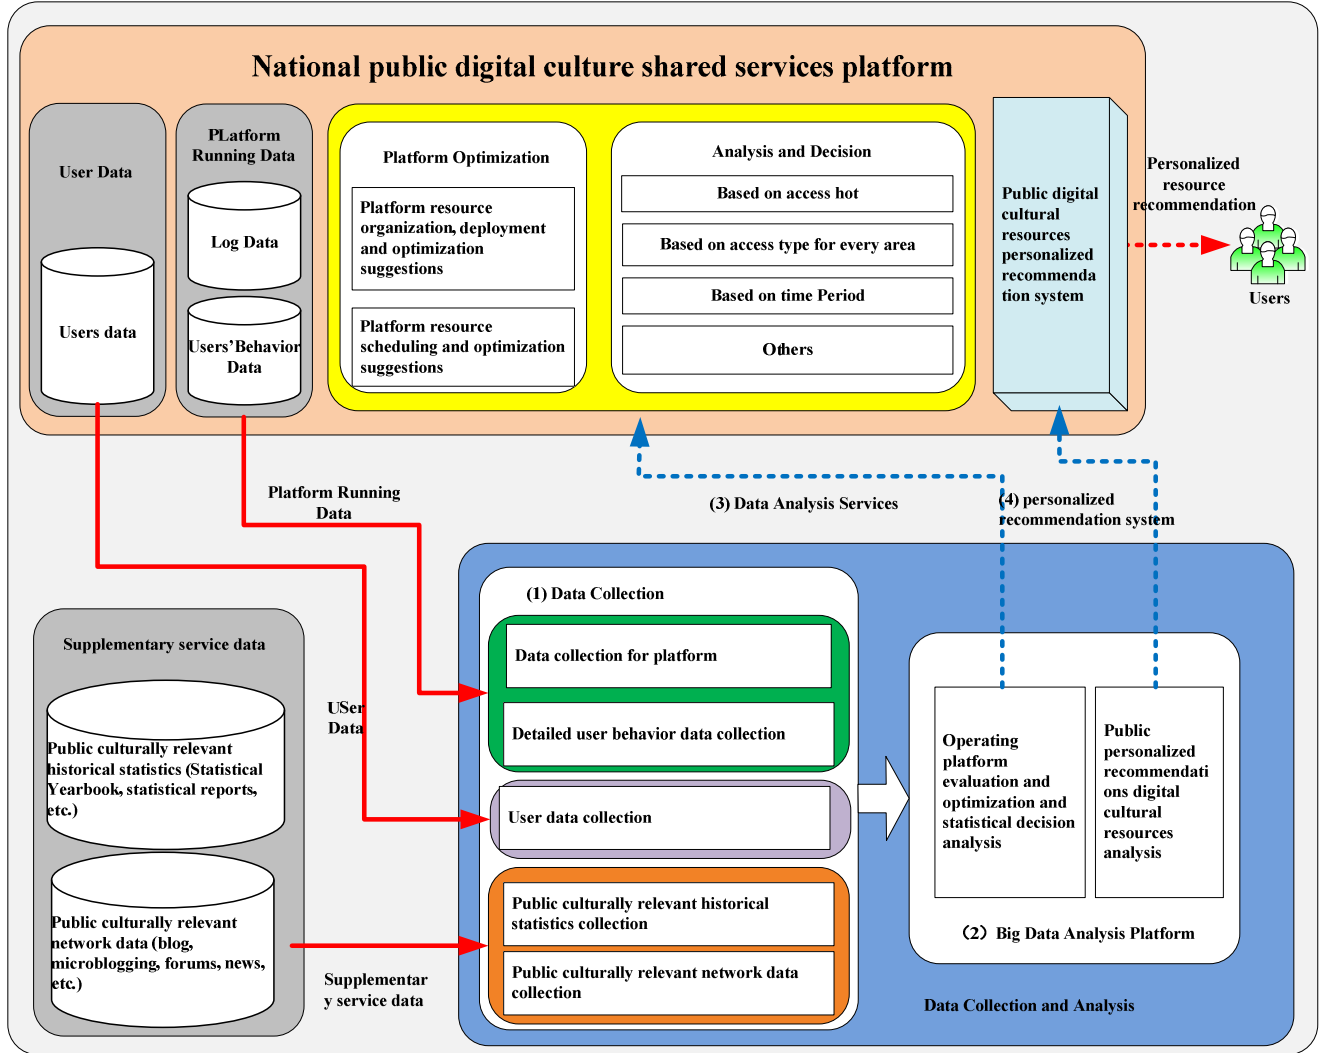 National public digital culture shared services platform
User Data
Users data
PLatform
Running Data
Log Data
Users'Behavior
Data
Platform Optimization
Platform resource
organization, deployment
and optimization
suggestions
Platform resource
scheduling and optimization
suggestions
Analysis and Decision
Based on access hot
Based on access type for every area
Based on time Period
Others
Public digital
cultural
resources
personalized
recommenda
tion system
Personalized
resource
recommendation
Users
Platform Running
Data
(3) Data Analysis Services
(4) personalized
recommendation system
USer
Data
Supplementary service data
Public culturally relevant
historical statistics (Statistical
Yearbook, statistical reports,
etc.)
Public culturally relevant
network data (blog,
microblogging, forums, news,
etc.)
Supplementar
y service data
(1) Data Collection
Data collection for platform
Detailed user behavior data collection
User data collection
Public culturally relevant historical
statistics collection
Public culturally relevant network data
collection
Operating
platform
evaluation and
optimization and
statistical decision
analysis
Public
personalized
recommendati
ons digital
cultural
resources
analysis
（2）Big Data Analysis Platform
Data Collection and Analysis